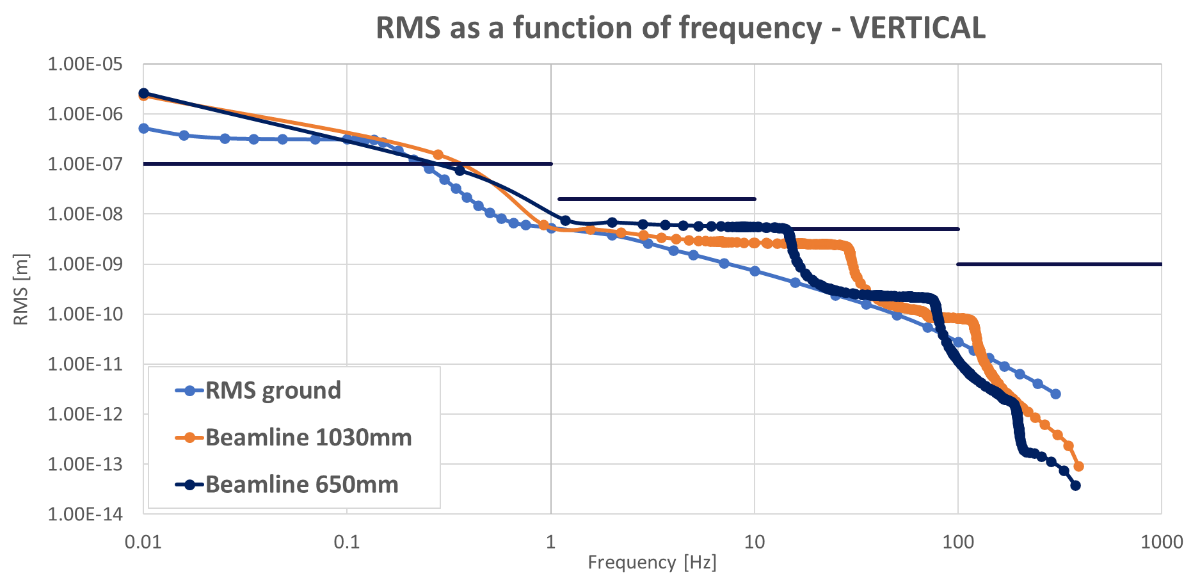 RMS as a function of frequency - VERTICAL
1.00E-05
1.00E-06
1.00E-07
1.00E-08
1.00E-09
1.00E-10
1.00E-11
1.00E-12
1.00E-13
1.00E-14
RMS [m]
RMS ground
Beamline 1030mm
Beamline 650mm
0.01 0.1 1 10 100 1000
Frequency [Hz]